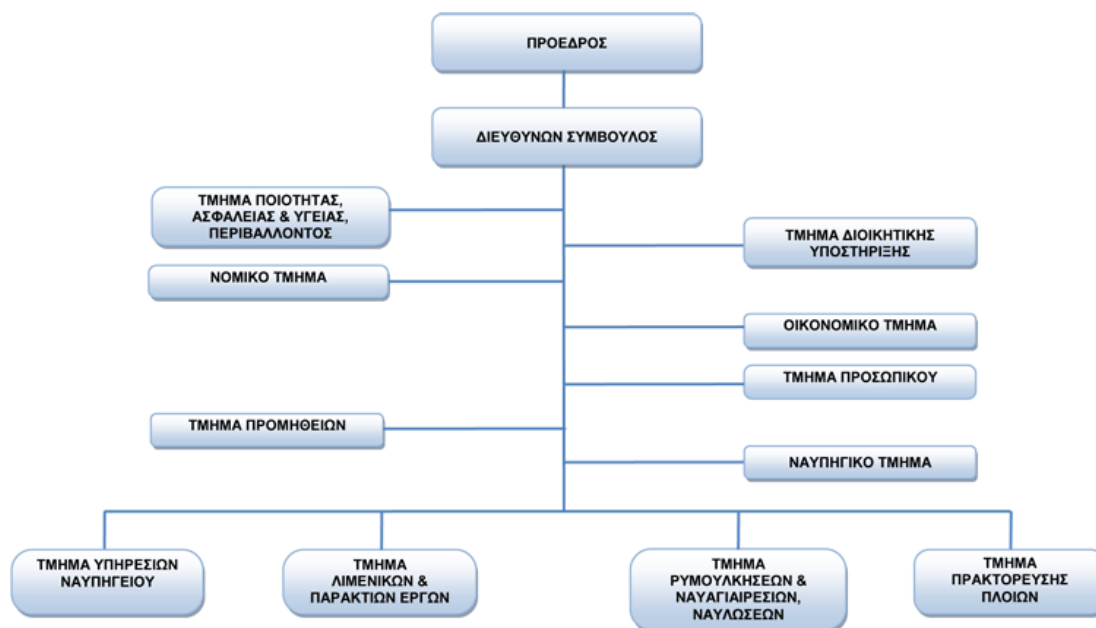 ΠΡΟΕΔΡΟΣ
ΔΙΕΥΘΥΝΩΝ ΣΥΜΒΟΥΛΟΣ
ΤΜΗΜΑ ΠΟΙΟΤΗΤΑΣ,
ΑΣΦΑΛΕΙΑΣ & ΥΓΕΙΑΣ,
ΠΕΡΙΒΑΛΛΟΝΤΟΣ
ΤΜΗΜΑ ΔΙΟΙΚΗΤΙΚΗΣ
ΥΠΟΣΤΗΡΙΞΗΣ
ΝΟΜΙΚΟ ΤΜΗΜΑ
ΟΙΚΟΝΟΜΙΚΟ ΤΜΗΜΑ
ΤΜΗΜΑ ΠΡΟΣΩΠΙΚΟΥ
ΤΜΗΜΑ ΠΡΟΜΗΘΕΙΩΝ
ΝΑΥΠΗΓΙΚΟ ΤΜΗΜΑ
ΤΜΗΜΑ ΥΠΗΡΕΣΙΩΝ
ΝΑΥΠΗΓΕΙΟΥ
ΤΜΗΜΑ
ΛΙΜΕΝΙΚΩΝ &
ΠΑΡΑΚΤΙΩΝ ΕΡΓΩΝ
ΤΜΗΜΑ
ΡΥΜΟΥΛΚΗΣΕΩΝ &
ΝΑΥΑΓΙΑΙΡΕΣΙΩΝ,
ΝΑΥΛΩΣΕΩΝ
ΤΜΗΜΑ
ΠΡΑΚΤΟΡΕΥΣΗΣ
ΠΛΟΙΩΝ